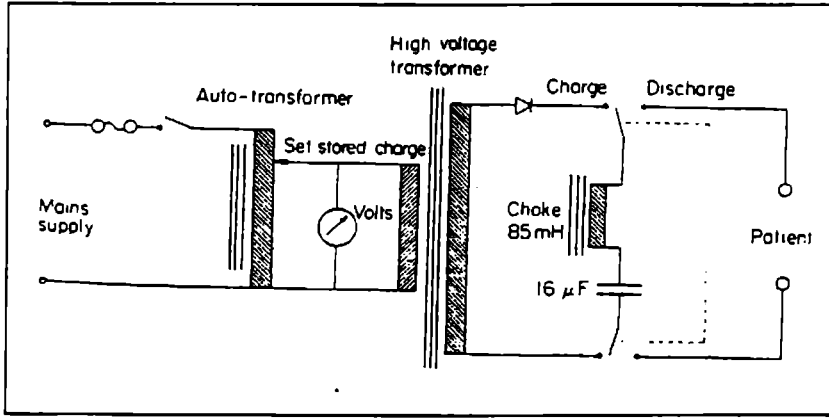 High voltage
transformer
Auto-transformer
Charge
Discharge
Set stored charge
Mains
supply
Volts
Choke
85mH
Patient
16 μF